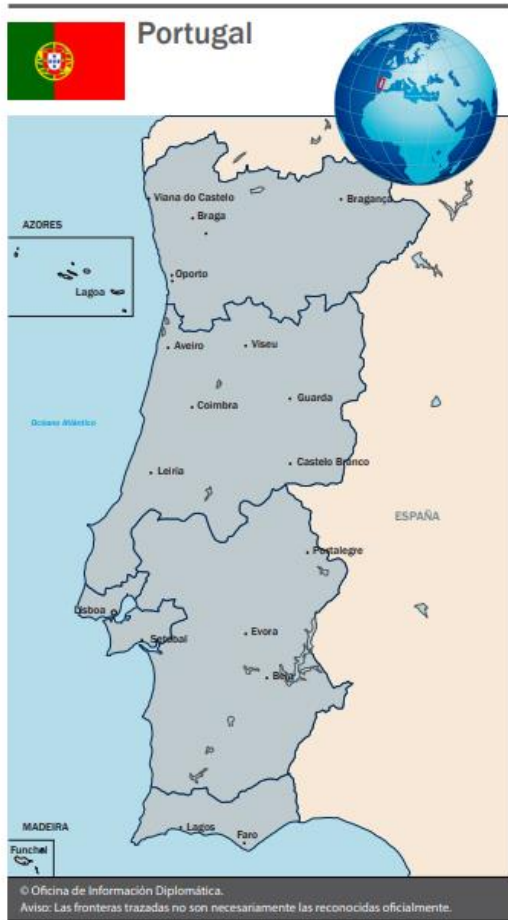 Portugal
Viana do Castelo
Bragança
Braga
AZORES
Oporto
Lagoa
Aveiro
Viseu
Guarda
Coimbra
Océano Atlántico
Castelo Branco
Leiria
ESPAÑA
Portalegre
Lisboa
Evora
Setúbal
Beja
MADEIRA
Lagos
Faro
Funchal
© Oficina de Información Diplomática.
Aviso: Las fronteras trazadas no son necesariamente las reconocidas oficialmente.